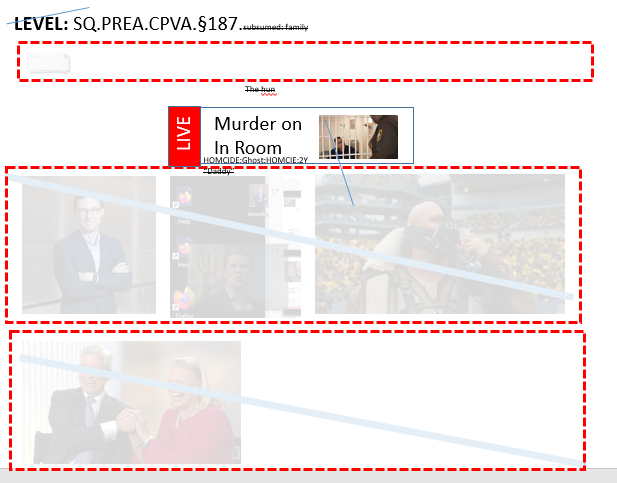 LEVEL: SQ.PREA.CPVA.§187.subsumed: family
The hun
LIVE
Murder on
In Room
HOMCIDE:Ghost:HOMCIE:2Y
"Daddy"